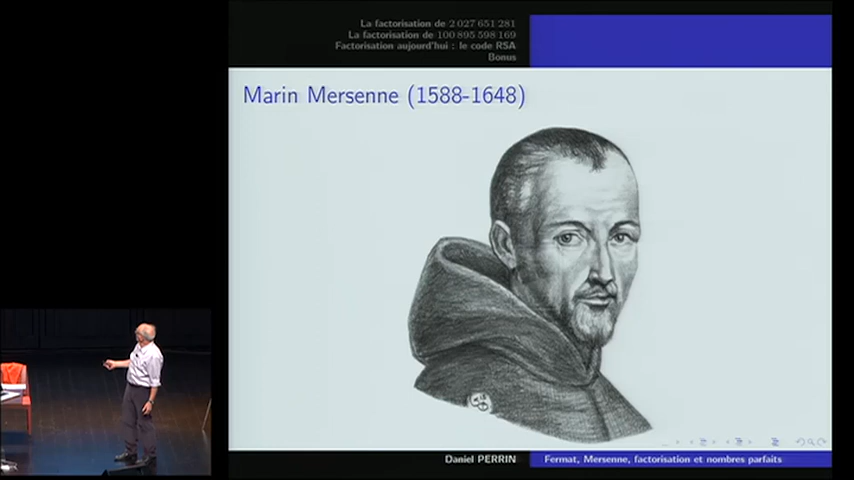 La factorisation de 2 027 651 281
La factorisation de 100 895 598 169
Factorisation aujourd'hui : le code RSA
Bonus
Marin Mersenne (1588-1648)
Daniel PERRIN
Fermat, Mersenne, factorisation et nombres parfaits